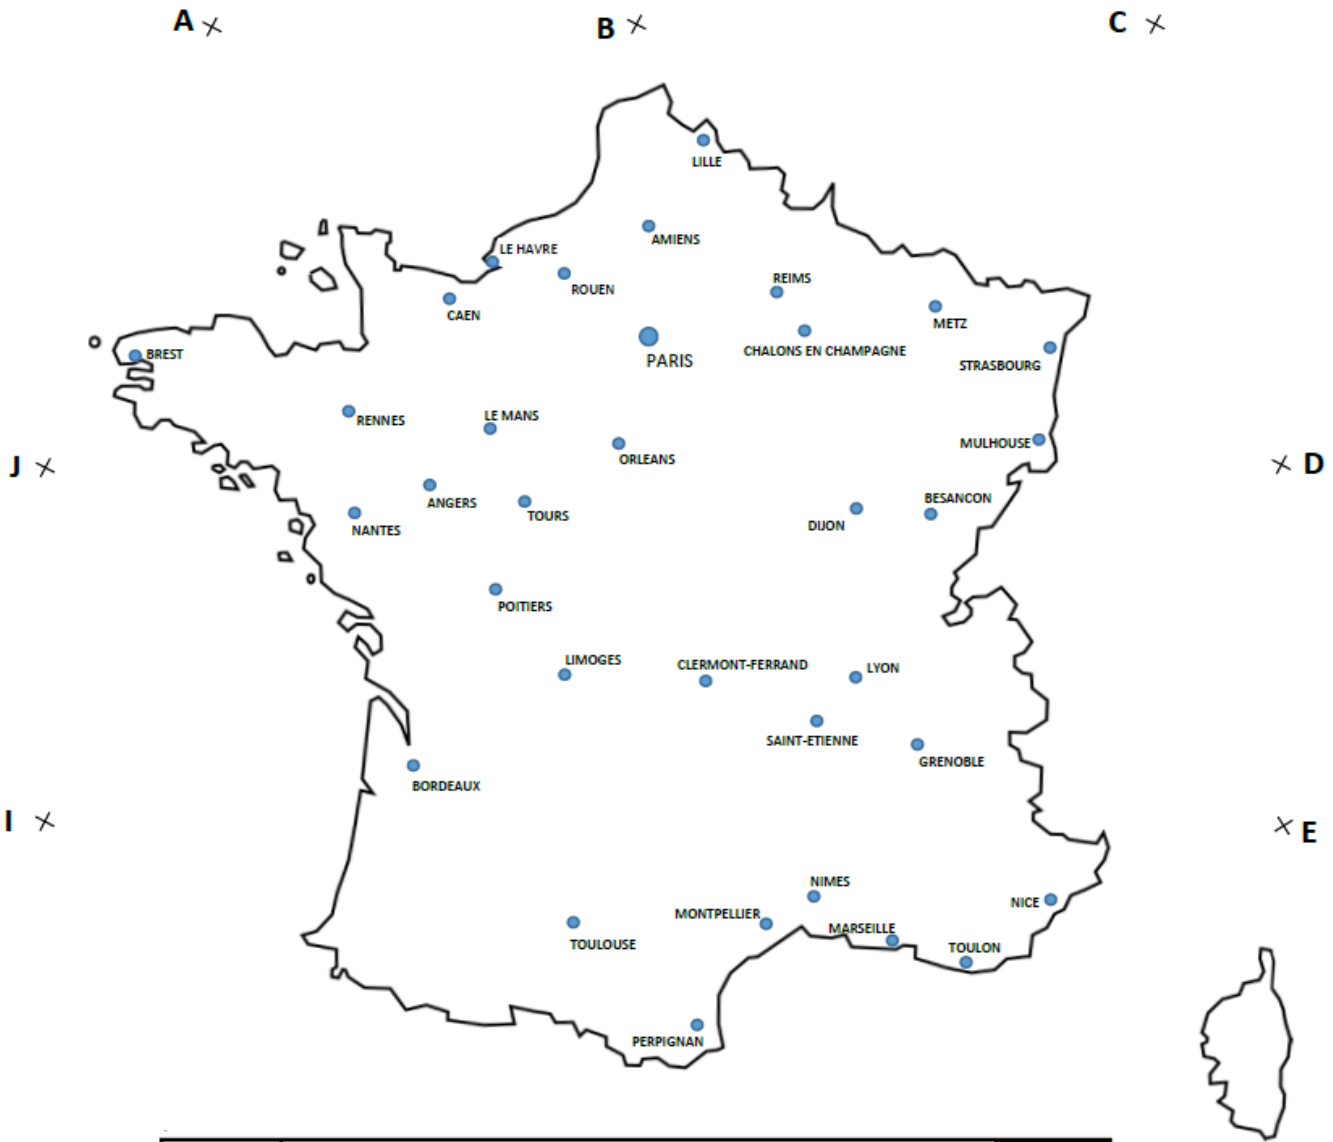 A
B
C
LILLE
AMIENS
LE HAVRE
ROUEN
REIMS
CAEN
METZ
PARIS
CHALONS EN CHAMPAGNE
BREST
STRASBOURG
RENNES
LE MANS
ORLEANS
MULHOUSE
J
D
ANGERS
TOURS
BESANCON
NANTES
DIJON
POITIERS
LIMOGES
CLERMONT-FERRAND
LYON
SAINT-ETIENNE
GRENOBLE
BORDEAUX
I
E
NIMES
NICE
MONTPELLIER
MARSEILLE
TOULOUSE
TOULON
PERPIGNAN